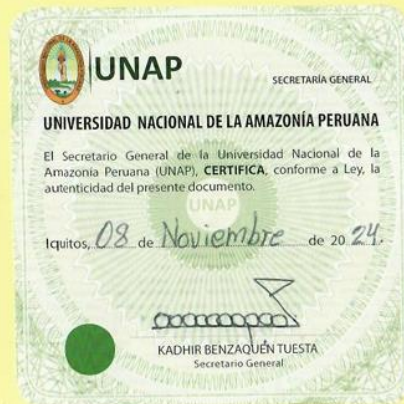 UNAP
SECRETARÍA GENERAL
UNIVERSIDAD NACIONAL DE LA AMAZONÍA PERUANA
El Secretario General de la Universidad Nacional de la
Amazonía Peruana (UNAP), CERTIFICA, conforme a Ley, la
autenticidad del presente documento.
UNAP
Iquitos, 08 de Noviembre de 20 24.
KADHIR BENZAQUÉN TUESTA
Secretario General